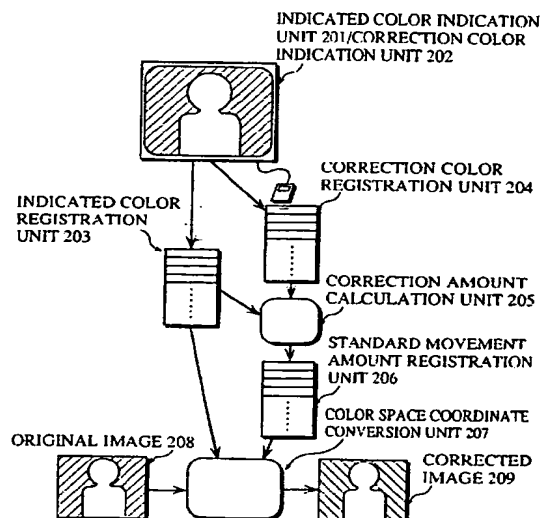 INDICATED COLOR INDICATION
UNIT 201/CORRECTION COLOR
INDICATION UNIT 202
CORRECTION COLOR
REGISTRATION UNIT 204
INDICATED COLOR
REGISTRATION
UNIT 203
CORRECTION AMOUNT
CALCULATION UNIT 205
STANDARD MOVEMENT
AMOUNT REGISTRATION
UNIT 206
COLOR SPACE COORDINATE
CONVERSION UNIT 207
ORIGINAL IMAGE 208
CORRECTED
IMAGE 209